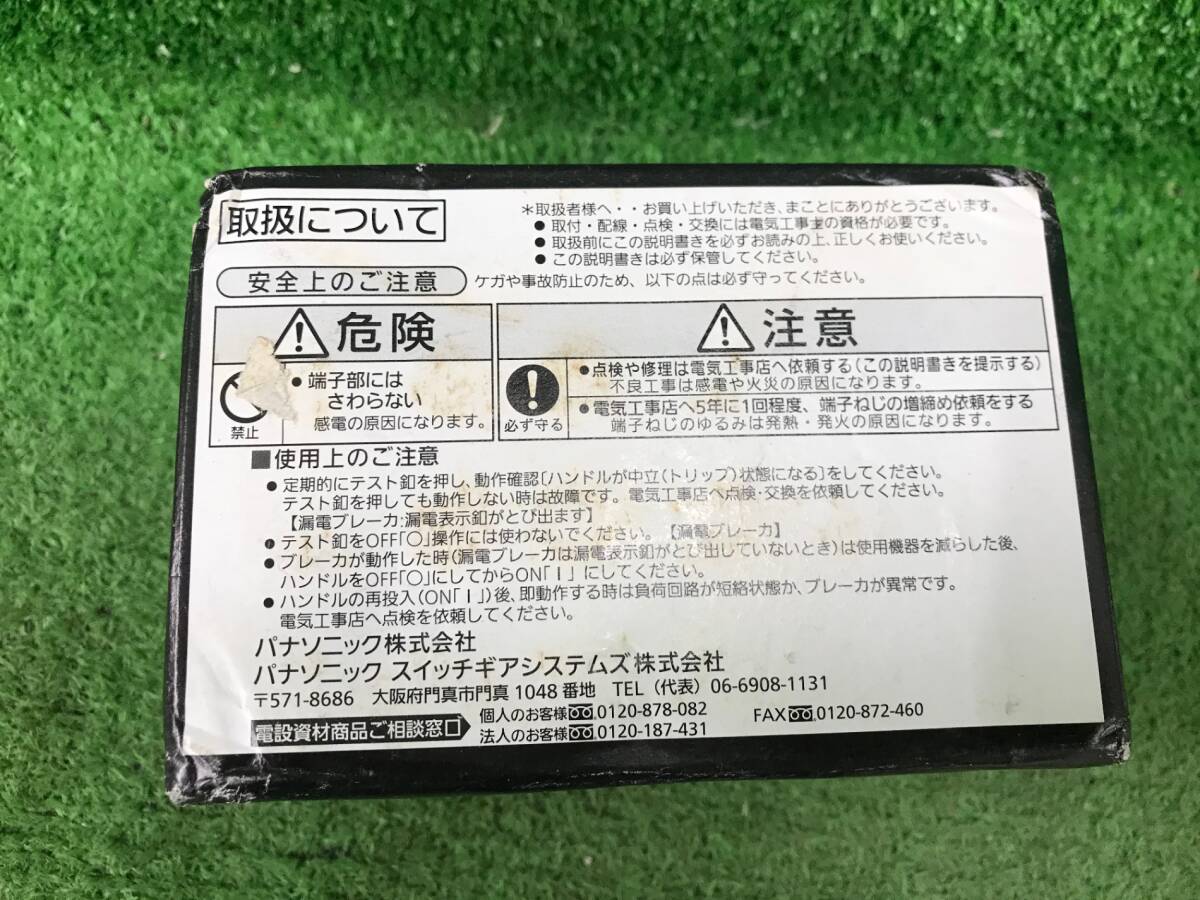 取扱について
＊取扱者様へ・・お買い上げいただき、まことにありがとうございます。
● 取付・配線・点検・交換には電気工事士の資格が必要です。
● 取扱前にこの説明書きを必ずお読みの上、正しくお使いください。
● この説明書きは必ず保管してください。
安全上のご注意
ケガや事故防止のため、以下の点は必ず守ってください。
危険
禁止
● 端子部には
さわらない
感電の原因になります。
注意
必ず守る
●点検や修理は電気工事店へ依頼する（この説明書きを提示する）
不良工事は感電や火災の原因になります。
●電気工事店へ5年に1回程度、端子ねじの増締め依頼をする
端子ねじのゆるみは発熱・発火の原因になります。
■使用上のご注意
● 定期的にテスト釦を押し、動作確認〔ハンドルが中立（トリップ）状態になる〕をしてください。
テスト釦を押しても動作しない時は故障です。電気工事店へ点検・交換を依頼してください。
【漏電ブレーカ：漏電表示釦がとび出ます】
● テスト釦をOFF「〇」操作には使わないでください。【漏電ブレーカ】
● ブレーカが動作した時（漏電ブレーカは漏電表示釦がとび出していないとき）は使用機器を減らした後、
ハンドルをOFF「〇」にしてからON「｜」にしてください。
● ハンドルの再投入（ON「｜」）後、即動作する時は負荷回路が短絡状態か、ブレーカが異常です。
電気工事店へ点検を依頼してください。
パナソニック株式会社
パナソニック スイッチギアシステムズ株式会社
〒571-8686 大阪府門真市門真 1048 番地 TEL（代表）06-6908-1131
電設資材商品ご相談窓口
個人のお客様 0120-878-082 FAX 0120-872-460
法人のお客様 0120-187-431